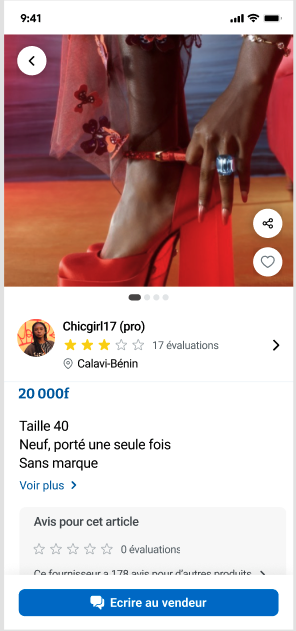 9:41
Chicgirl17 (pro)
17 évaluations
Calavi-Bénin
20 000f
Taille 40
Neuf, porté une seule fois
Sans marque
Voir plus
Avis pour cet article
0 évaluations
Ce fournisseur a 178 avis pour d'autres produits
Ecrire au vendeur